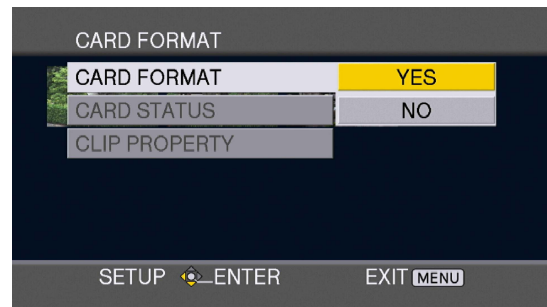 CARD FORMAT
CARD FORMAT YES
CARD STATUS NO
CLIP PROPERTY
SETUP ENTER EXIT MENU